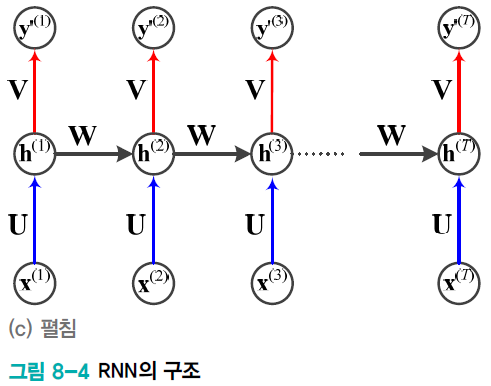 y'(1) y'(2) y'(3) y'(T)
V V V V
W W W
h(1) h(2) h(3) ........ h(T)
U U U U
x(1) x(2) x(3) x(T)
(c) 펼침
그림 8-4 RNN의 구조